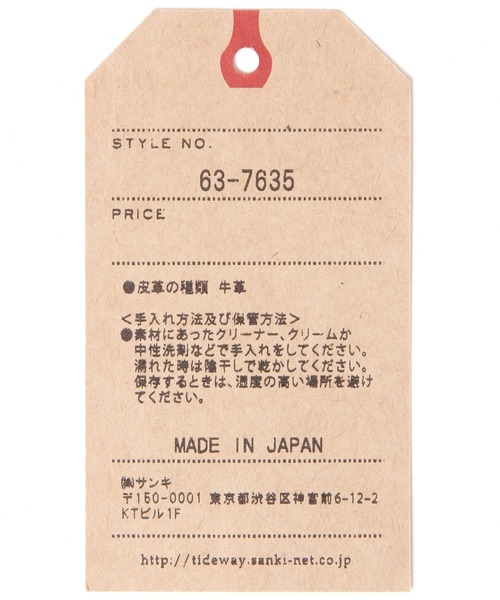 STYLE NO.
63-7635
PRICE
●皮革の種類 牛革
<手入れ方法及び保管方法>
●素材にあったクリーナー、クリームか
中性洗剤などで手入れをしてください。
濡れた時は陰干しで乾かしてください。
保存するときは、湿度の高い場所を避け
てください。
MADE IN JAPAN
㈱サンキ
〒150-0001 東京都渋谷区神宮前6-12-2
KTビル1F
http://tideway.sanki-net.co.jp